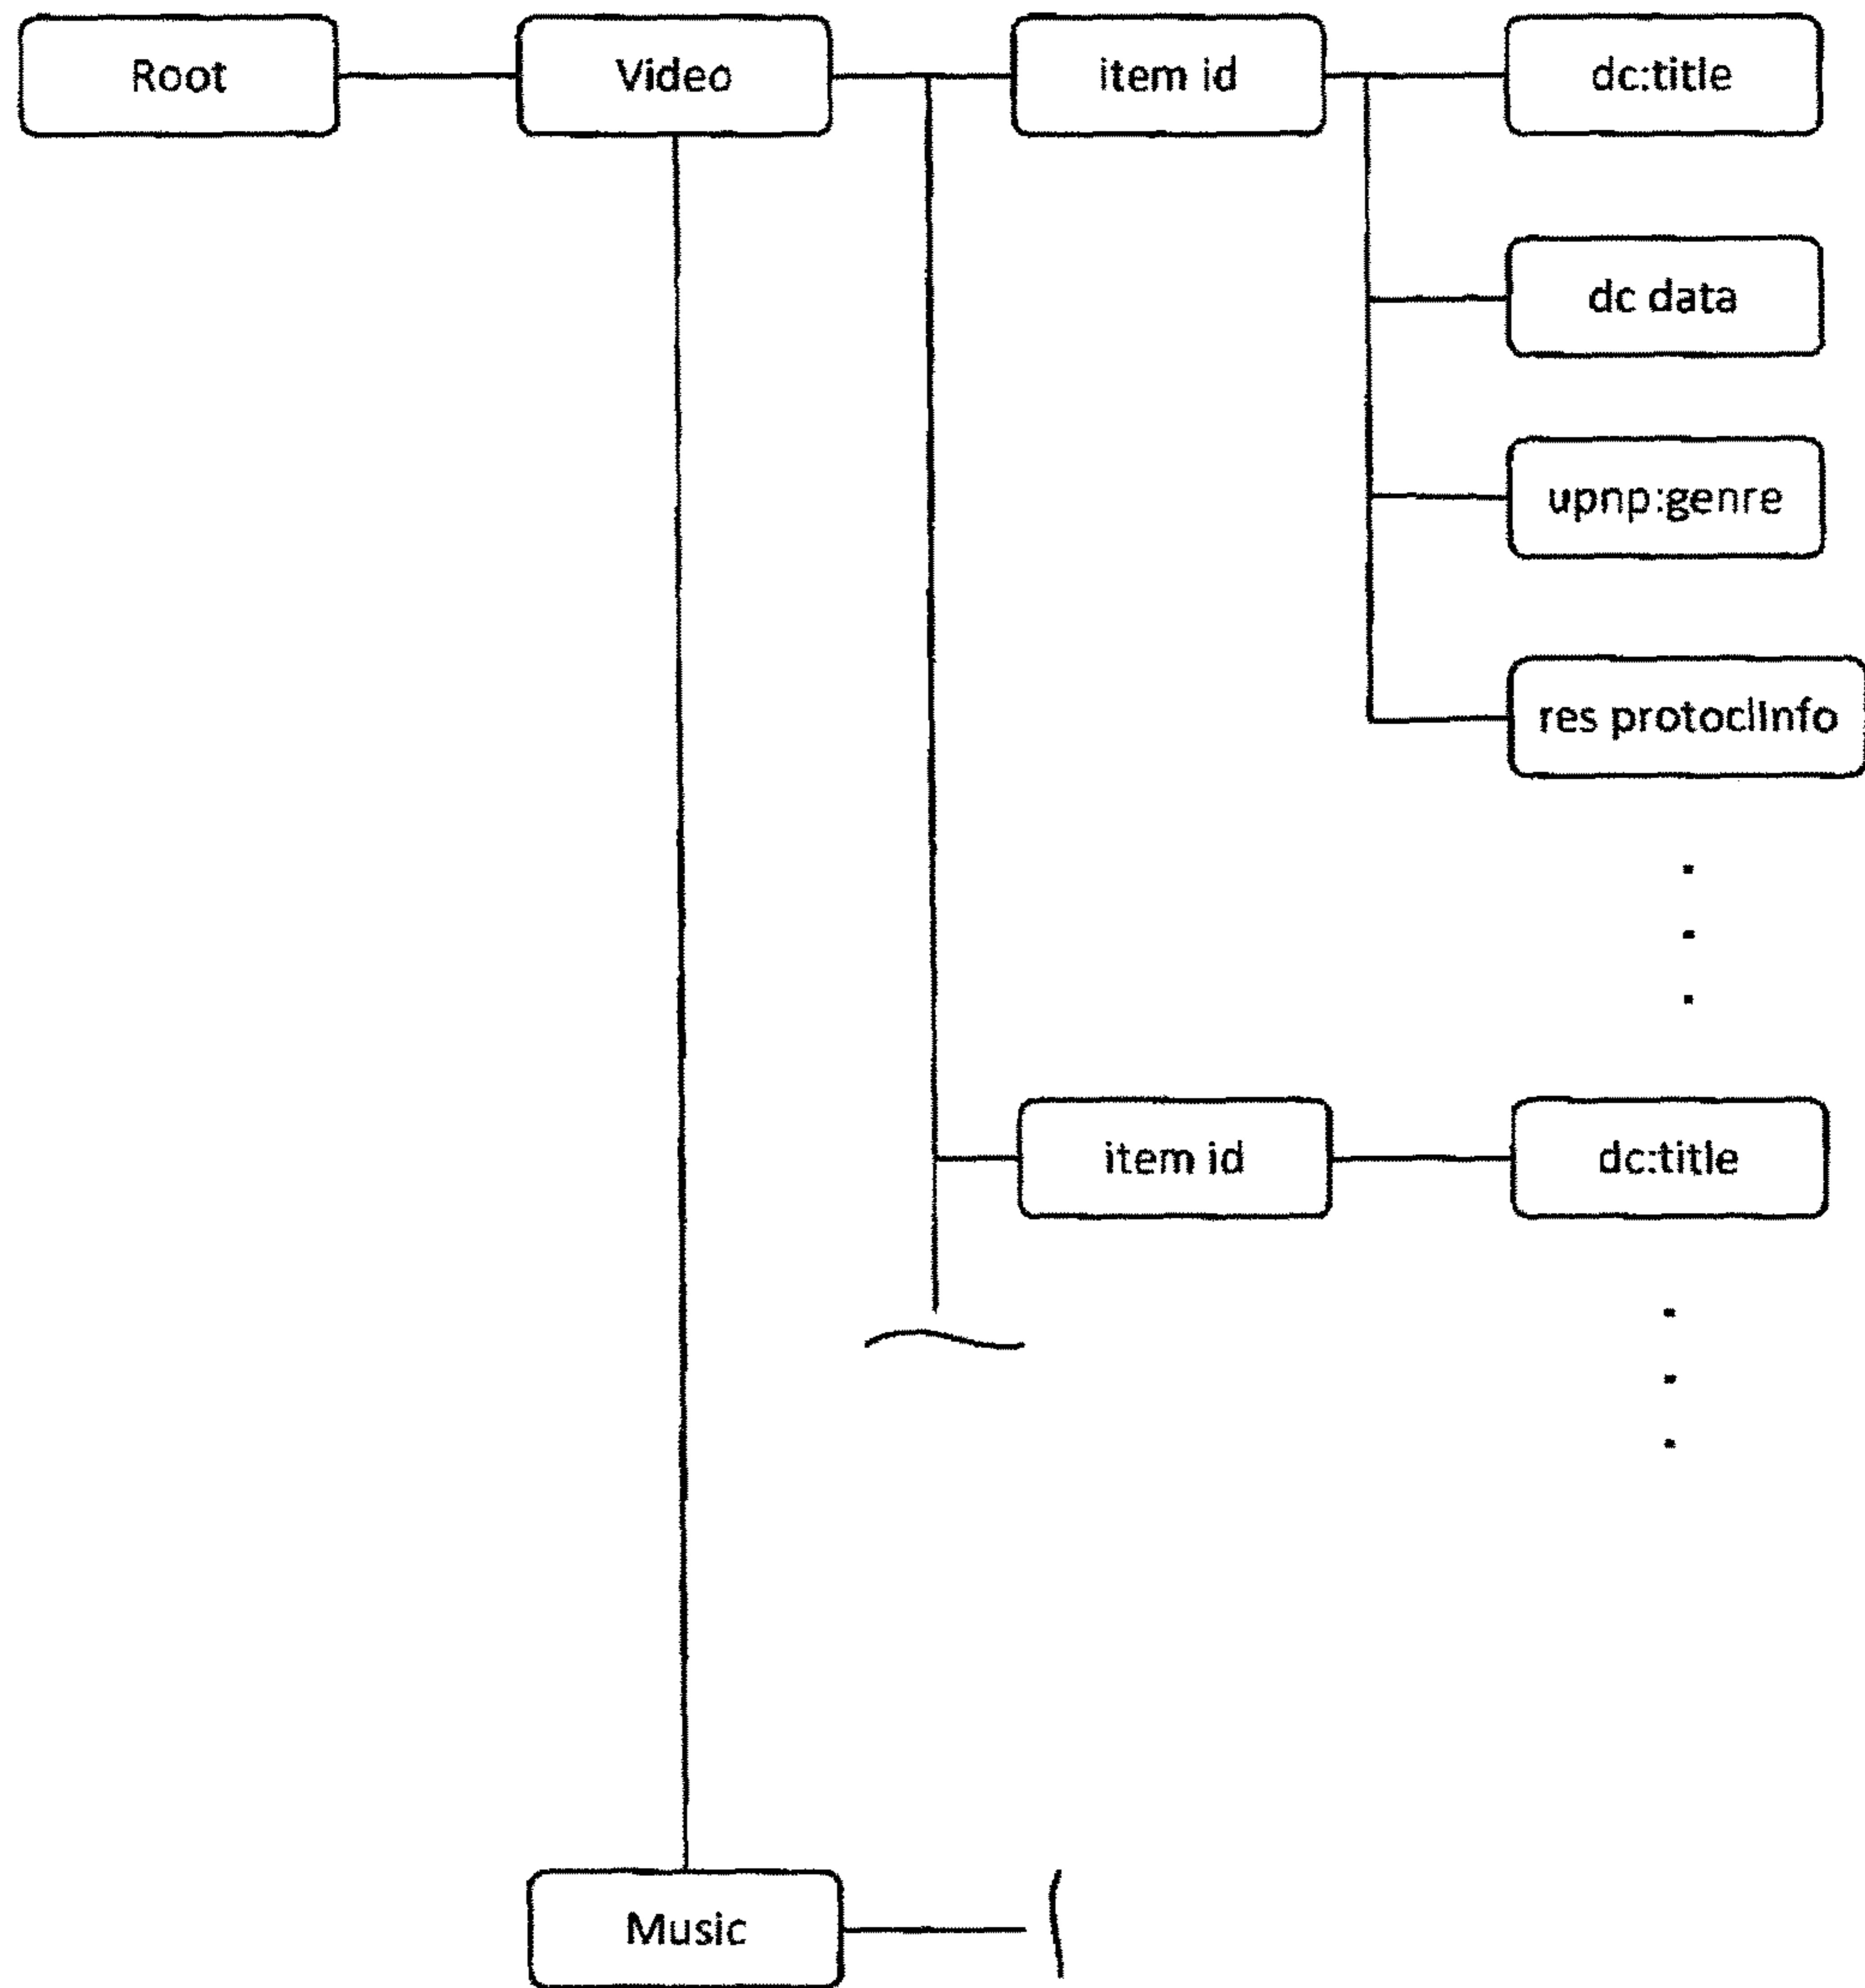 Root
Video
item id
dc:title
dc data
upnp:genre
res protoclInfo
item id
dc:title
Music